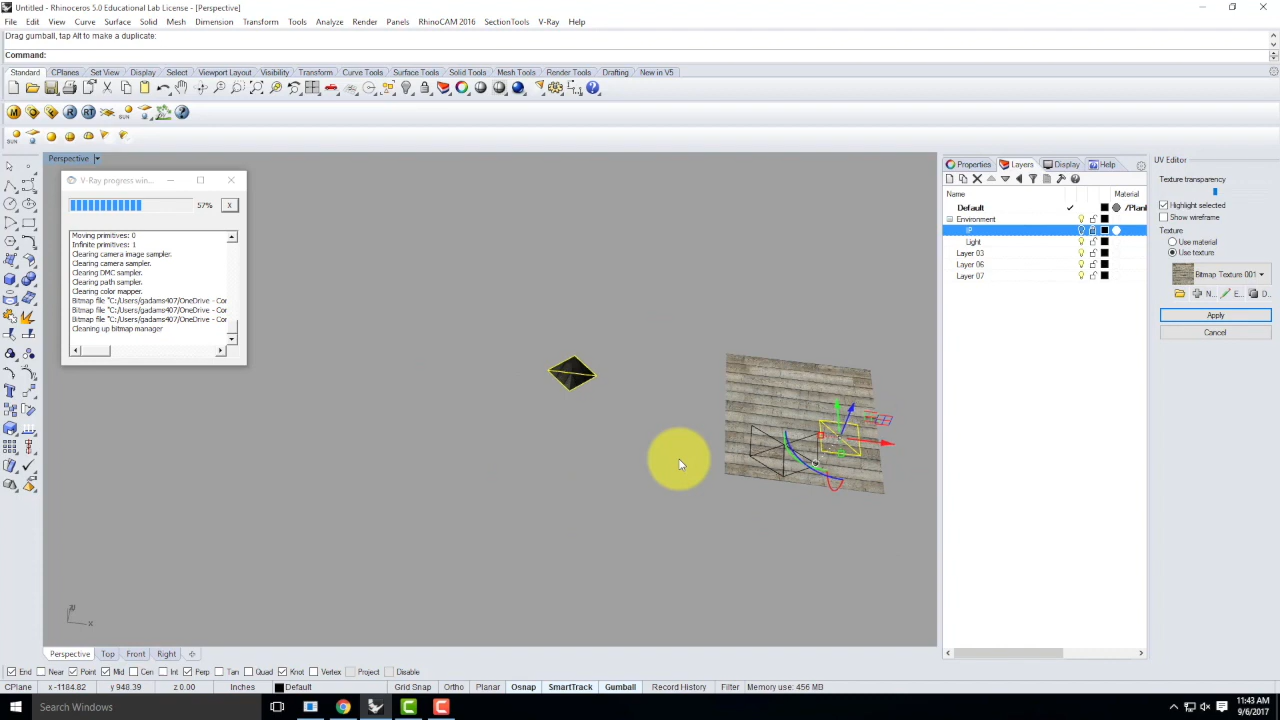 Untitled - Rhinoceros 5.0 Educational Lab License - [Perspective]
File Edit View Curve Surface Solid Mesh Dimension Transform Tools Analyze Render Panels RhinoCAM 2016 SectionTools V-Ray Help
Drag gumball, tap Alt to make a duplicate:
Command:
Standard CPlanes Set View Display Select Viewport Layout Visibility Transform Curve Tools Surface Tools Solid Tools Mesh Tools Render Tools Drafting New in V5
Perspective
V-Ray progress win...
57%
X
Moving primitives: 0
Infinite primitives: 1
Clearing camera image sampler.
Clearing camera sampler.
Clearing DMC sampler.
Clearing path sampler.
Clearing color mapper.
Bitmap file "C:/Users/gadams407/OneDrive - Cor
Bitmap file "C:/Users/gadams407/OneDrive - Cor
Bitmap file "C:/Users/gadams407/OneDrive - Cor
Cleaning up bitmap manager
Properties Layers Display Help
Name Material
Default /Plan
Environment
IP
Light
Layer 03
Layer 06
Layer 07
UV Editor
Texture transparency
Highlight selected
Show wireframe
Texture
Use material
Use texture
Bitmap Texture 001
N... E... D...
Apply
Cancel
x
Perspective Top Front Right
End Near Point Mid Cen Int Perp Tan Quad Knot Vertex Project Disable
CPlane x -1184.82 y 948.39 z 0.00 Inches Default Grid Snap Ortho Planar Osnap SmartTrack Gumball Record History Filter Memory use: 456 MB
Search Windows
11:43 AM
9/6/2017